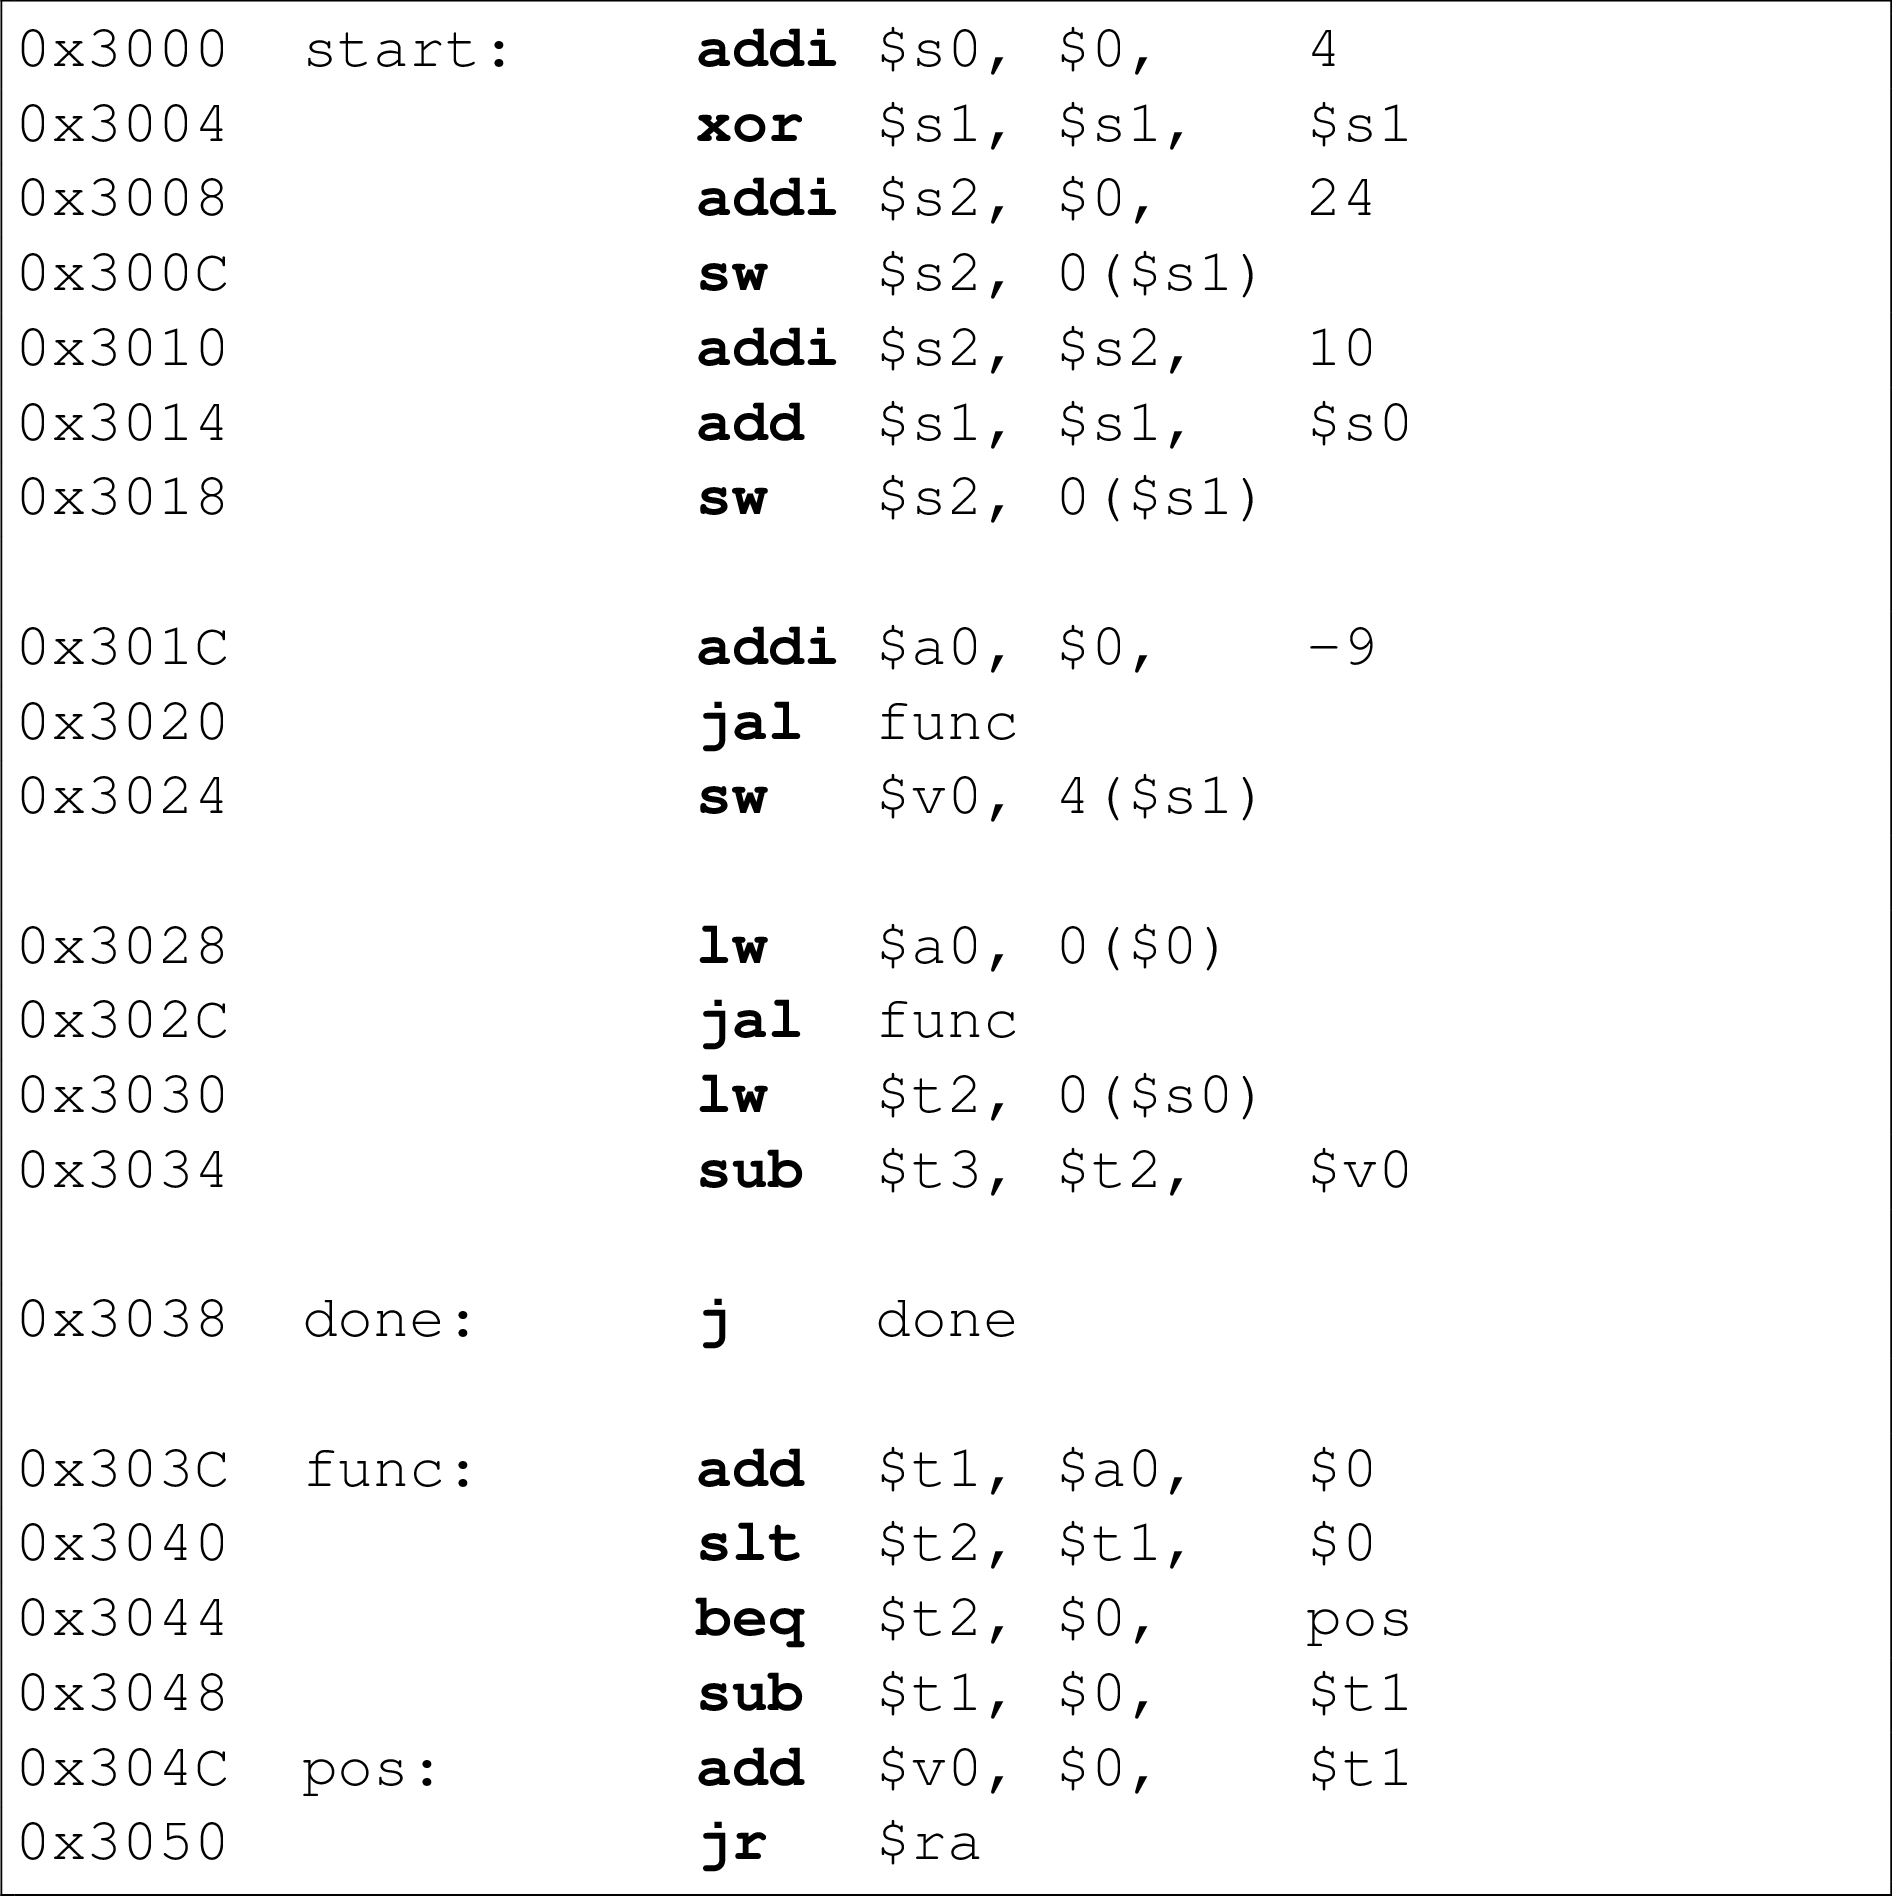 0x3000 start: addi $s0, $0, 4
0x3004 xor $s1, $s1, $s1
0x3008 addi $s2, $0, 24
0x300C sw $s2, 0($s1)
0x3010 addi $s2, $s2, 10
0x3014 add $s1, $s1, $s0
0x3018 sw $s2, 0($s1)
0x301C addi $a0, $0, -9
0x3020 jal func
0x3024 sw $v0, 4($s1)
0x3028 lw $a0, 0($0)
0x302C jal func
0x3030 lw $t2, 0($s0)
0x3034 sub $t3, $t2, $v0
0x3038 done: j done
0x303C func: add $t1, $a0, $0
0x3040 slt $t2, $t1, $0
0x3044 beq $t2, $0, pos
0x3048 sub $t1, $0, $t1
0x304C pos: add $v0, $0, $t1
0x3050 jr $ra